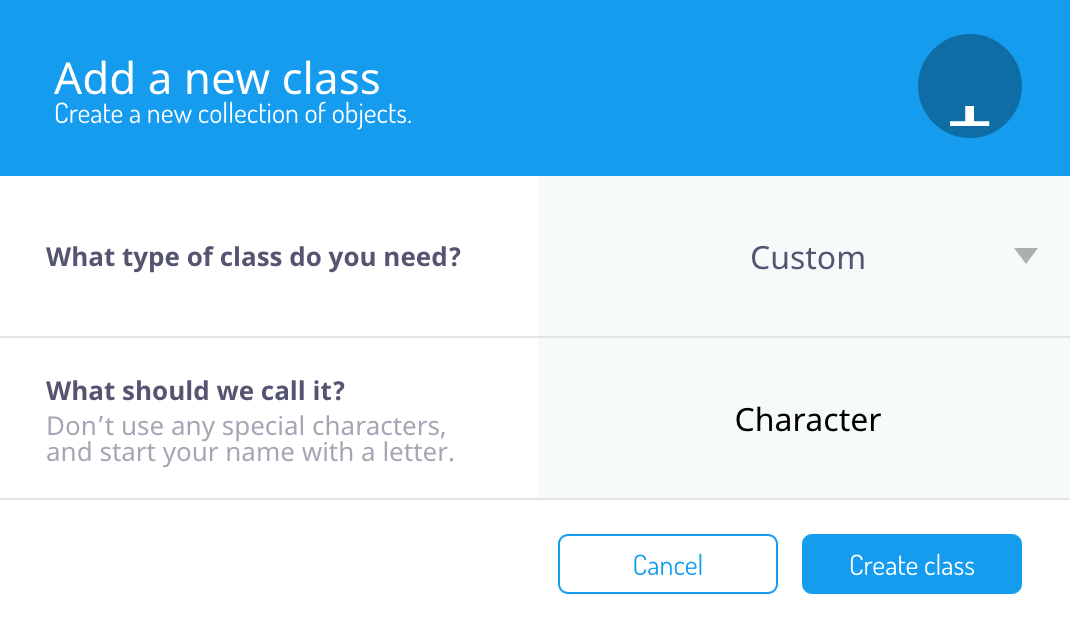 Add a new class
Create a new collection of objects.
What type of class do you need?
Custom
What should we call it?
Don't use any special characters,
and start your name with a letter.
Character
Cancel
Create class